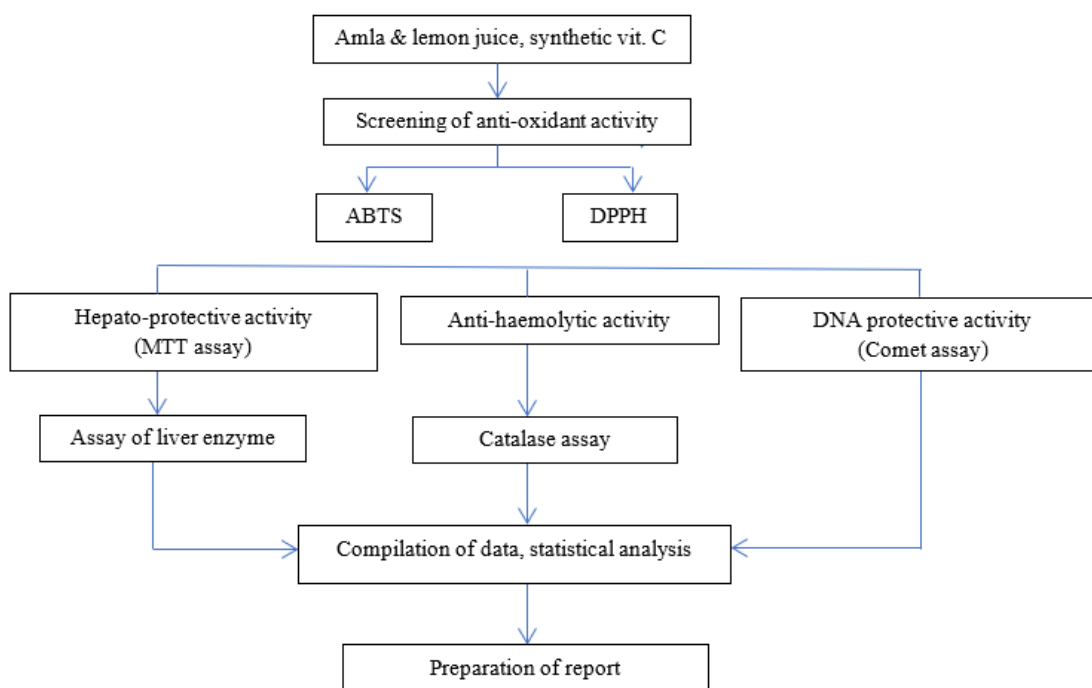 Amla & lemon juice, synthetic vit. C
Screening of anti-oxidant activity
ABTS
DPPH
Hepato-protective activity
(MTT assay)
Anti-haemolytic activity
DNA protective activity
(Comet assay)
Assay of liver enzyme
Catalase assay
Compilation of data, statistical analysis
Preparation of report